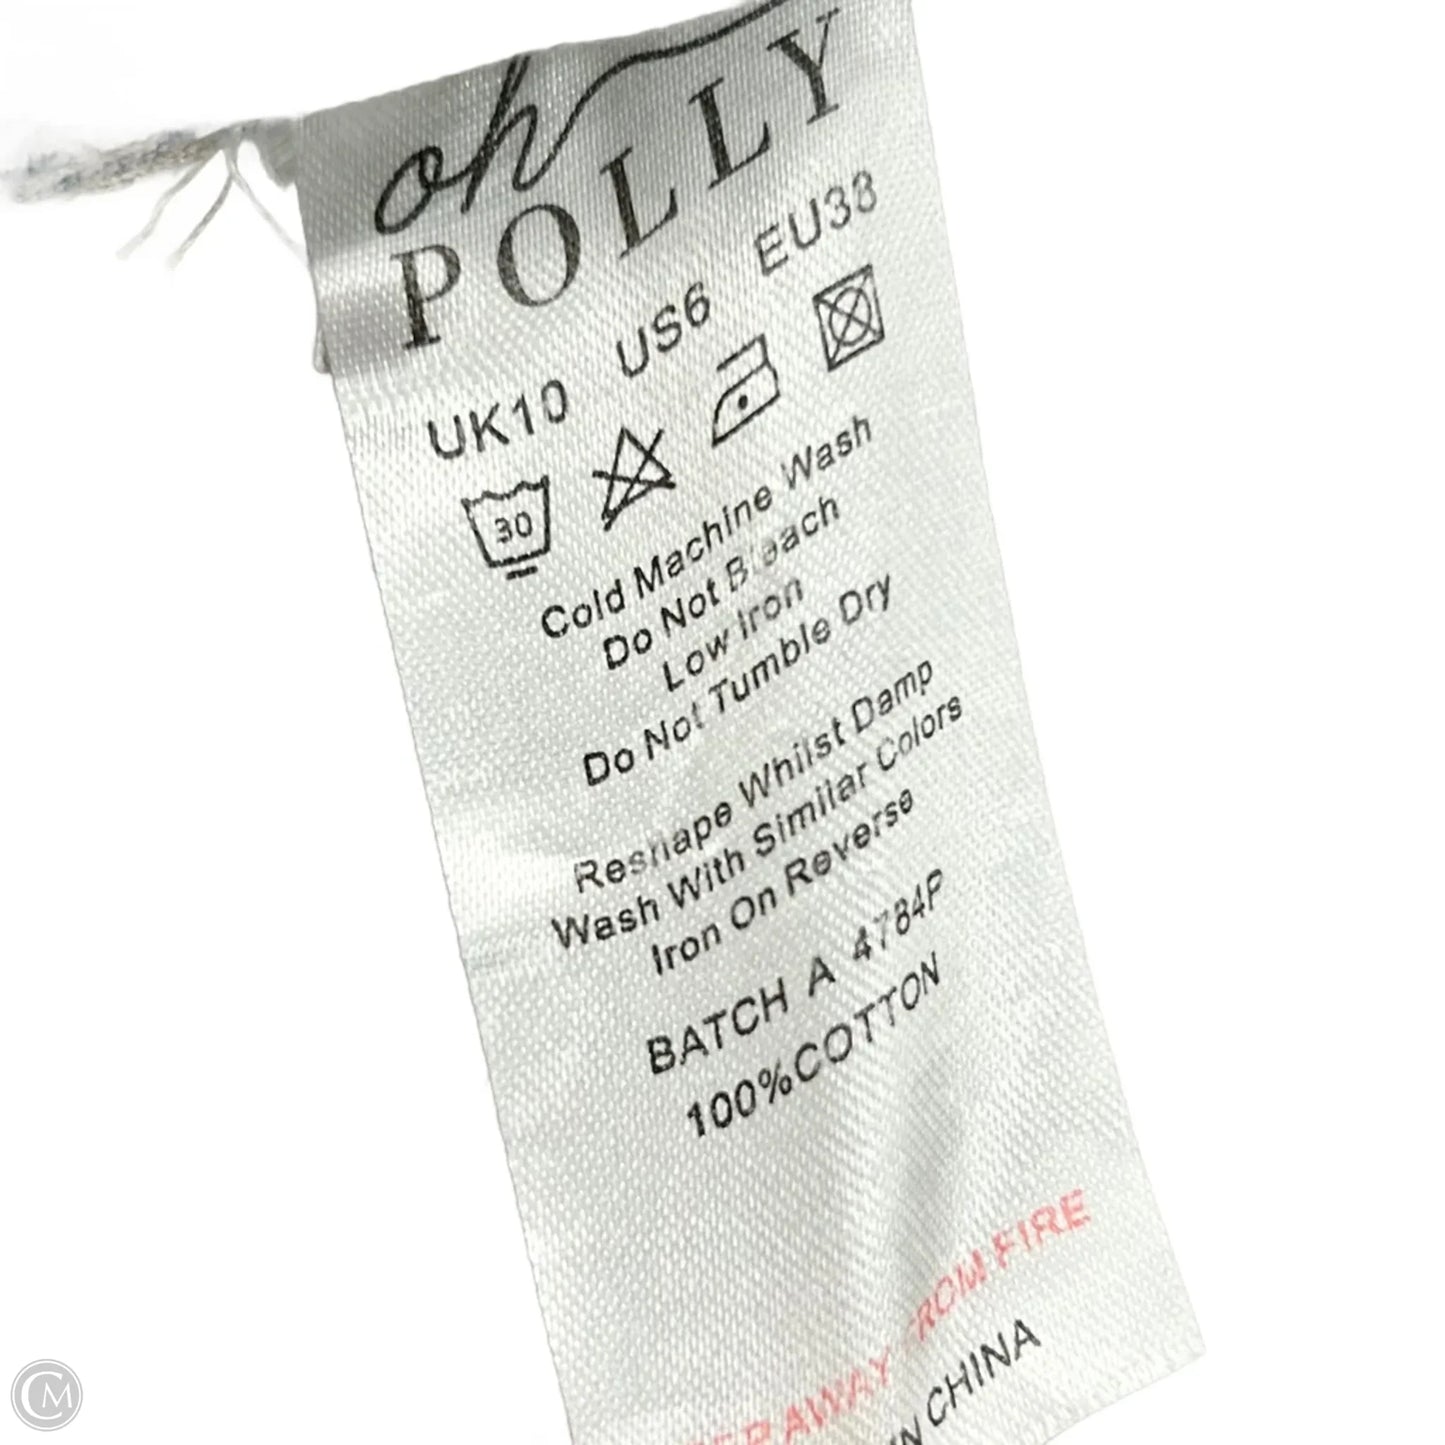 oh
POLLY
UK10 US6 EU38
30
Cold Machine Wash
Do Not Bleach
Low Iron
Do Not Tumble Dry
Reshape Whilst Damp
Wash With Similar Colors
Iron On Reverse
BATCH A 4784P
100%COTTON
AWAY FROM FIRE
CHINA
CM